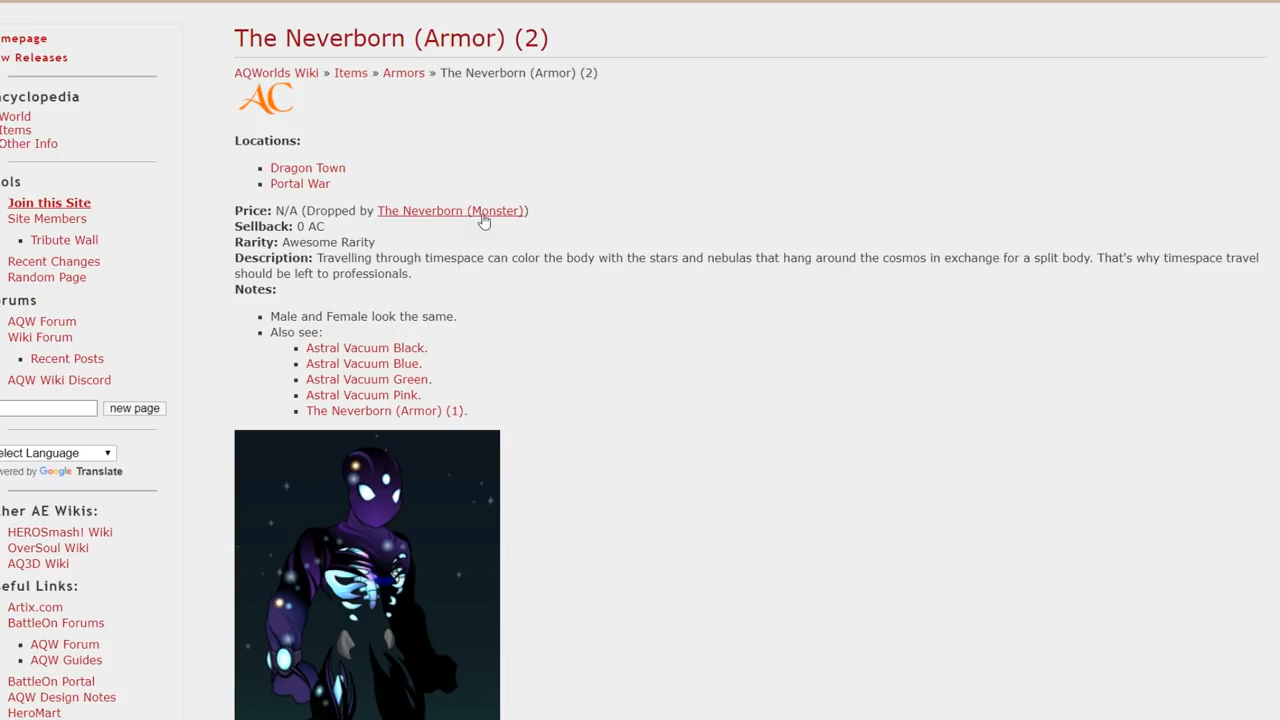 The Neverborn (Armor) (2)
AQWorlds Wiki » Items » Armors » The Neverborn (Armor) (2)
AC
Locations:
Dragon Town
Portal War
Price: N/A (Dropped by The Neverborn (Monster))
Sellback: 0 AC
Rarity: Awesome Rarity
Description: Travelling through timespace can color the body with the stars and nebulas that hang around the cosmos in exchange for a split body. That's why timespace travel
should be left to professionals.
Notes:
Male and Female look the same.
Also see:
Astral Vacuum Black.
Astral Vacuum Blue.
Astral Vacuum Green.
Astral Vacuum Pink.
The Neverborn (Armor) (1).
mepage
w Releases
cyclopedia
World
Items
Other Info
ols
Join this Site
Site Members
Tribute Wall
Recent Changes
Random Page
rums
AQW Forum
Wiki Forum
Recent Posts
AQW Wiki Discord
new page
elect Language
wered by Google Translate
her AE Wikis:
HEROSmash! Wiki
OverSoul Wiki
AQ3D Wiki
eful Links:
Artix.com
BattleOn Forums
AQW Forum
AQW Guides
BattleOn Portal
AQW Design Notes
HeroMart